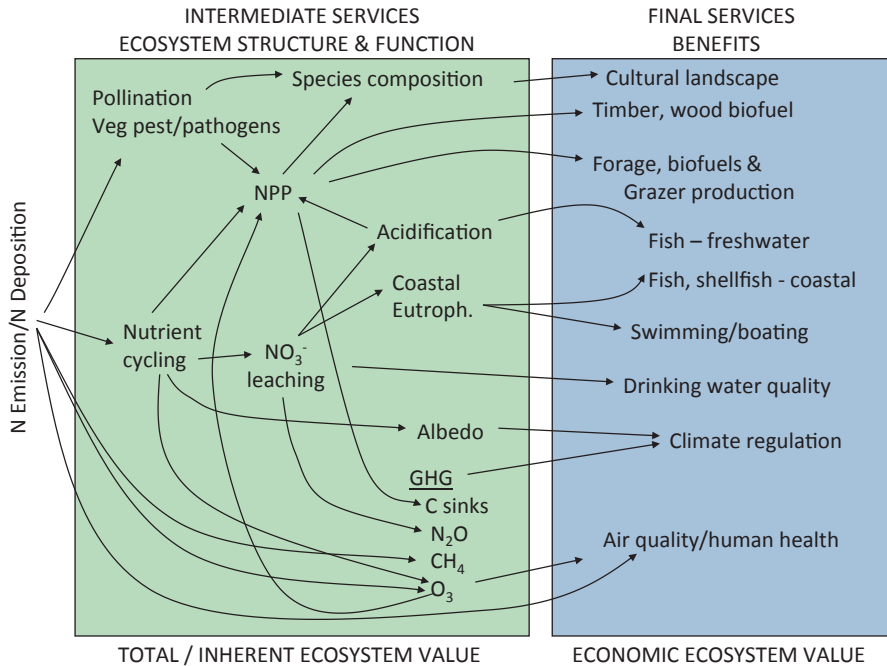 INTERMEDIATE SERVICES
ECOSYSTEM STRUCTURE & FUNCTION
FINAL SERVICES
BENEFITS
N Emission/N Deposition
Pollination
Veg pest/pathogens
Species composition
NPP
Acidification
Coastal
Eutroph.
Nutrient
cycling
NO₃⁻
leaching
Albedo
GHG
C sinks
N₂O
CH₄
O₃
Cultural landscape
Timber, wood biofuel
Forage, biofuels &
Grazer production
Fish – freshwater
Fish, shellfish - coastal
Swimming/boating
Drinking water quality
Climate regulation
Air quality/human health
TOTAL / INHERENT ECOSYSTEM VALUE
ECONOMIC ECOSYSTEM VALUE